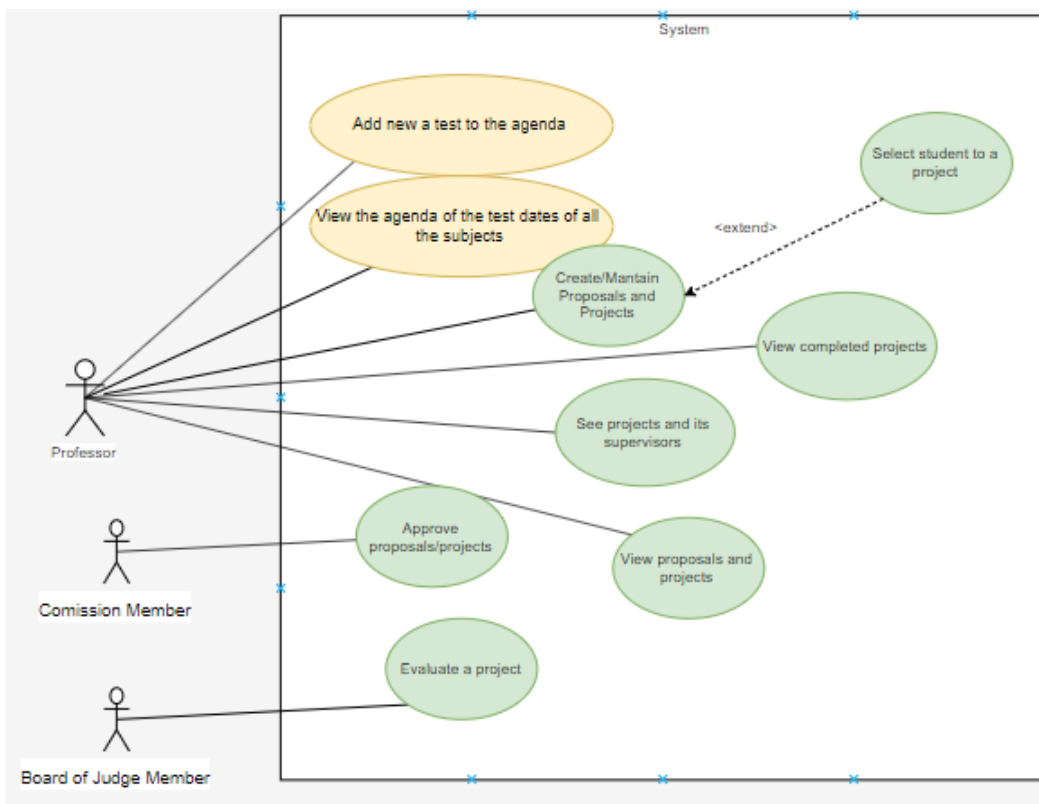 System
Add new a test to the agenda
Select student to a
project
View the agenda of the test dates of all
the subjects
<extend>
Create/Mantain
Proposals and
Projects
View completed projects
See projects and its
supervisors
Professor
Approve
proposals/projects
View proposals and
projects
Comission Member
Evaluate a project
Board of Judge Member